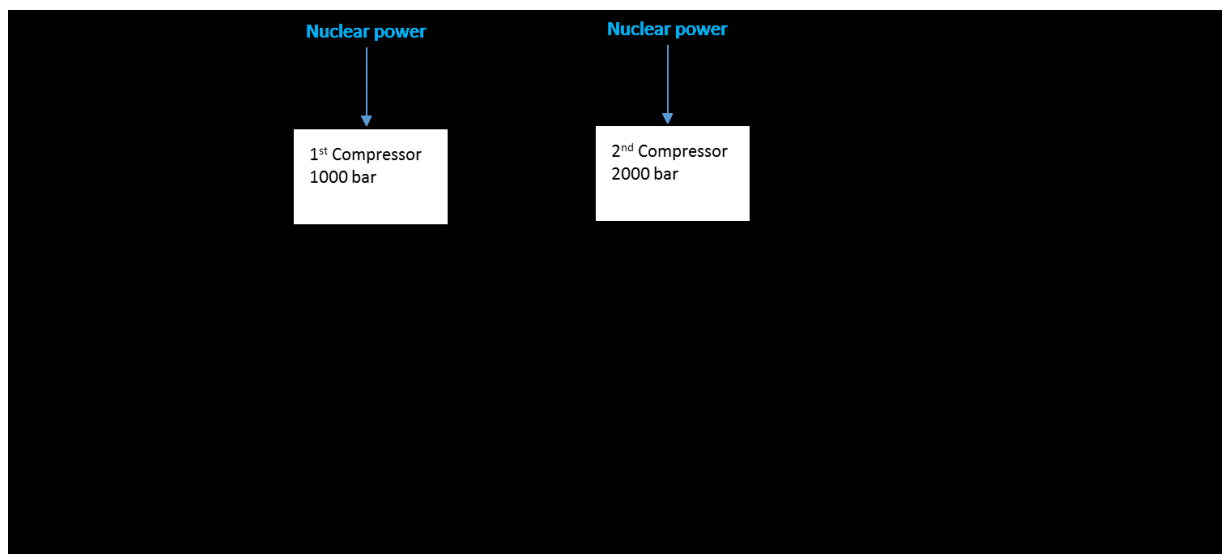 Nuclear power
Nuclear power
1st Compressor
1000 bar
2nd Compressor
2000 bar